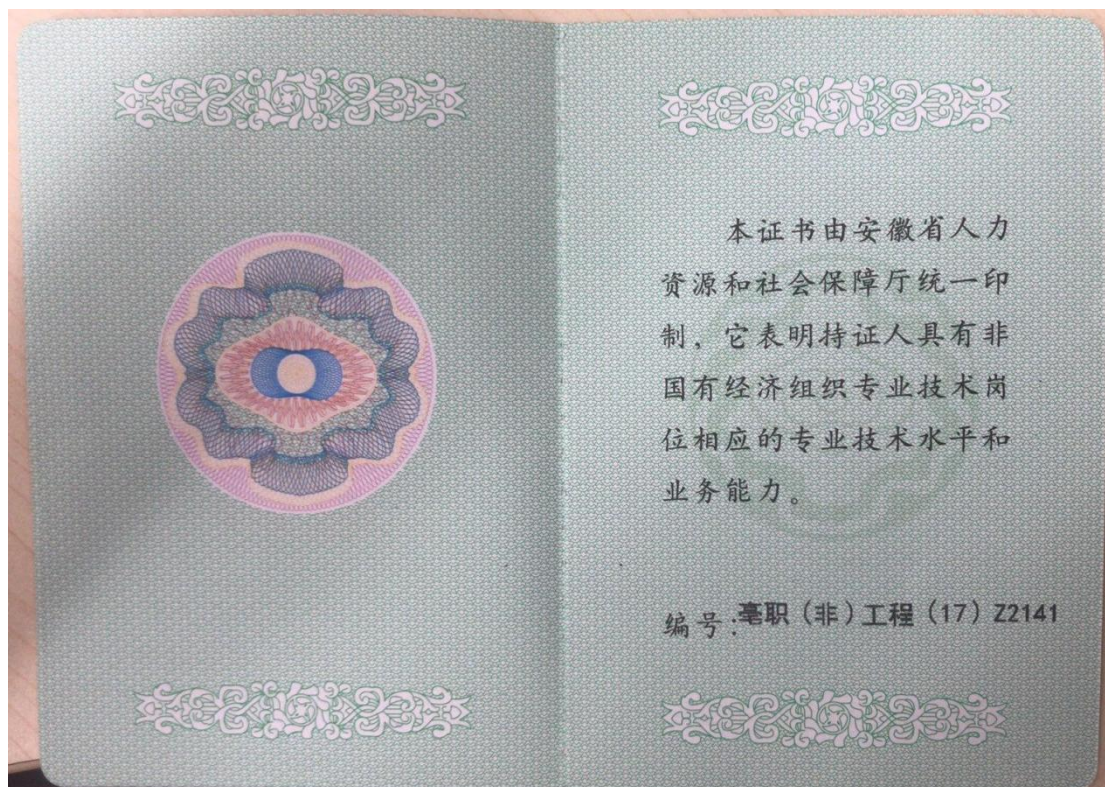 本证书由安徽省人力
资源和社会保障厅统一印
制，它表明持证人具有非
国有经济组织专业技术岗
位相应的专业技术水平和
业务能力。
编号:亳职（非）工程（17）Z2141